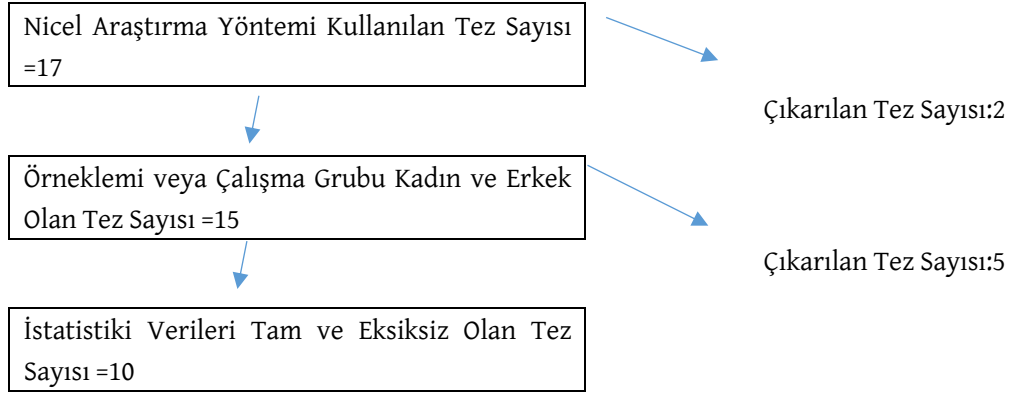 Nicel Araştırma Yöntemi Kullanılan Tez Sayısı
=17
Çıkarılan Tez Sayısı:2
Örneklemi veya Çalışma Grubu Kadın ve Erkek
Olan Tez Sayısı =15
Çıkarılan Tez Sayısı:5
İstatistiki Verileri Tam ve Eksiksiz Olan Tez
Sayısı =10